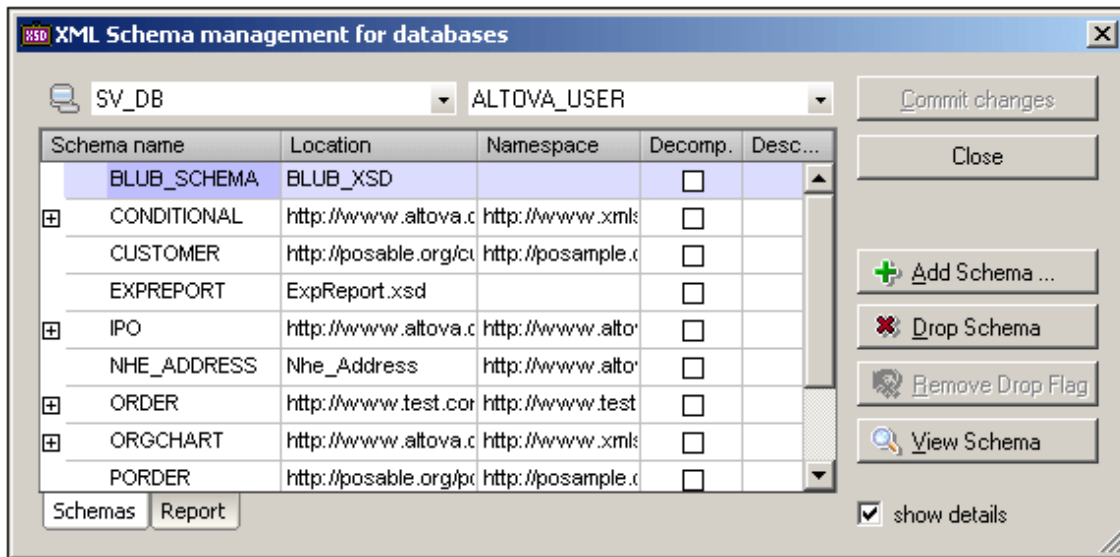 XSD XML Schema management for databases
SV_DB ALTOVA_USER Commit changes
Schema name Location Namespace Decomp. Desc...
Close
BLUB_SCHEMA BLUB_XSD
CONDITIONAL http://www.altova.c http://www.xmls
CUSTOMER http://posable.org/cu http://posample.c
EXPREPORT ExpReport.xsd
Add Schema ...
IPO http://www.altova.c http://www.alto
Drop Schema
NHE_ADDRESS Nhe_Address http://www.alto
Remove Drop Flag
ORDER http://www.test.cor http://www.test
ORGCHART http://www.altova.c http://www.xmls
View Schema
PORDER http://posable.org/po http://posample.c
Schemas Report
show details